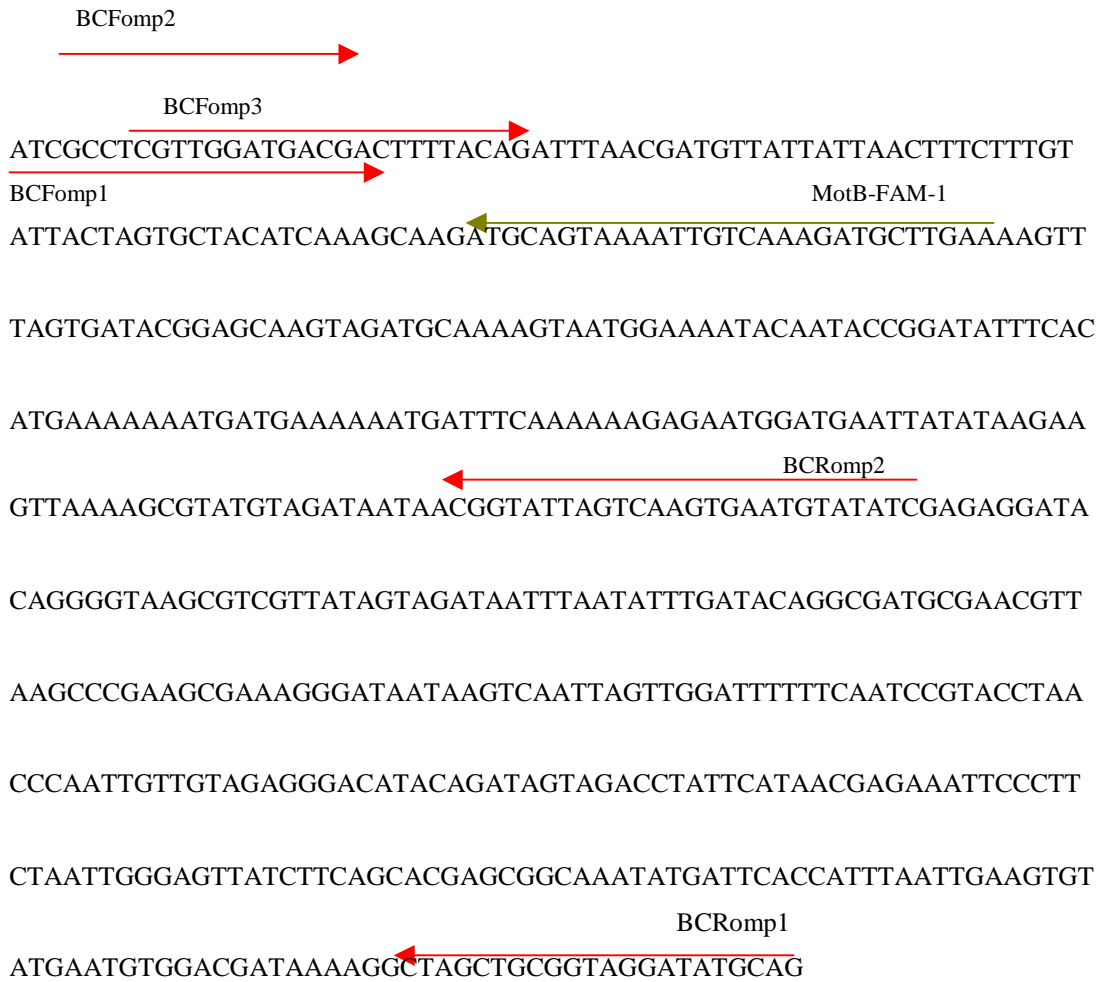 BCFomp2
BCFomp3
ATCGCCTCGTTGGATGACGACTTTTACAGATTTAACGATGTTATTATTAACTTTCTTTGT
BCFomp1 MotB-FAM-1
ATTACTAGTGCTACATCAAAGCAAGATGCAGTAAAATTGTCAAAGATGCTTGAAAAGTT
TAGTGATACGGAGCAAGTAGATGCAAAAGTAATGGAAAATACAATACCGGATATTTCAC
ATGAAAAAAATGATGAAAAAATGATTTCAAAAAAGAGAATGGATGAATTATATAAGAA
BCRomp2
GTTAAAAGCGTATGTAGATAATAACGGTATTAGTCAAGTGAATGTATATCGAGAGGATA
CAGGGGTAAGCGTCGTTATAGTAGATAATTTAATATTTGATACAGGCGATGCGAACGTT
AAGCCCGAAGCGAAAGGGATAATAAGTCAATTAGTTGGATTTTTTCAATCCGTACCTAA
CCCAATTGTTGTAGAGGGACATACAGATAGTAGACCTATTCATAACGAGAAATTCCCTT
CTAATTGGGAGTTATCTTCAGCACGAGCGGCAAATATGATTCACCATTTAATTGAAGTGT
BCRomp1
ATGAATGTGGACGATAAAAGGCTAGCTGCGGTAGGATATGCAG